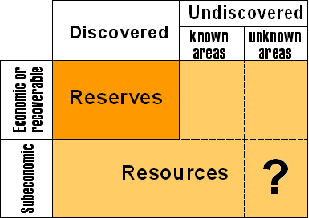 Undiscovered
Discovered
known
areas
unknown
areas
Economic or
recoverable
Reserves
Subeconomic
Resources
?